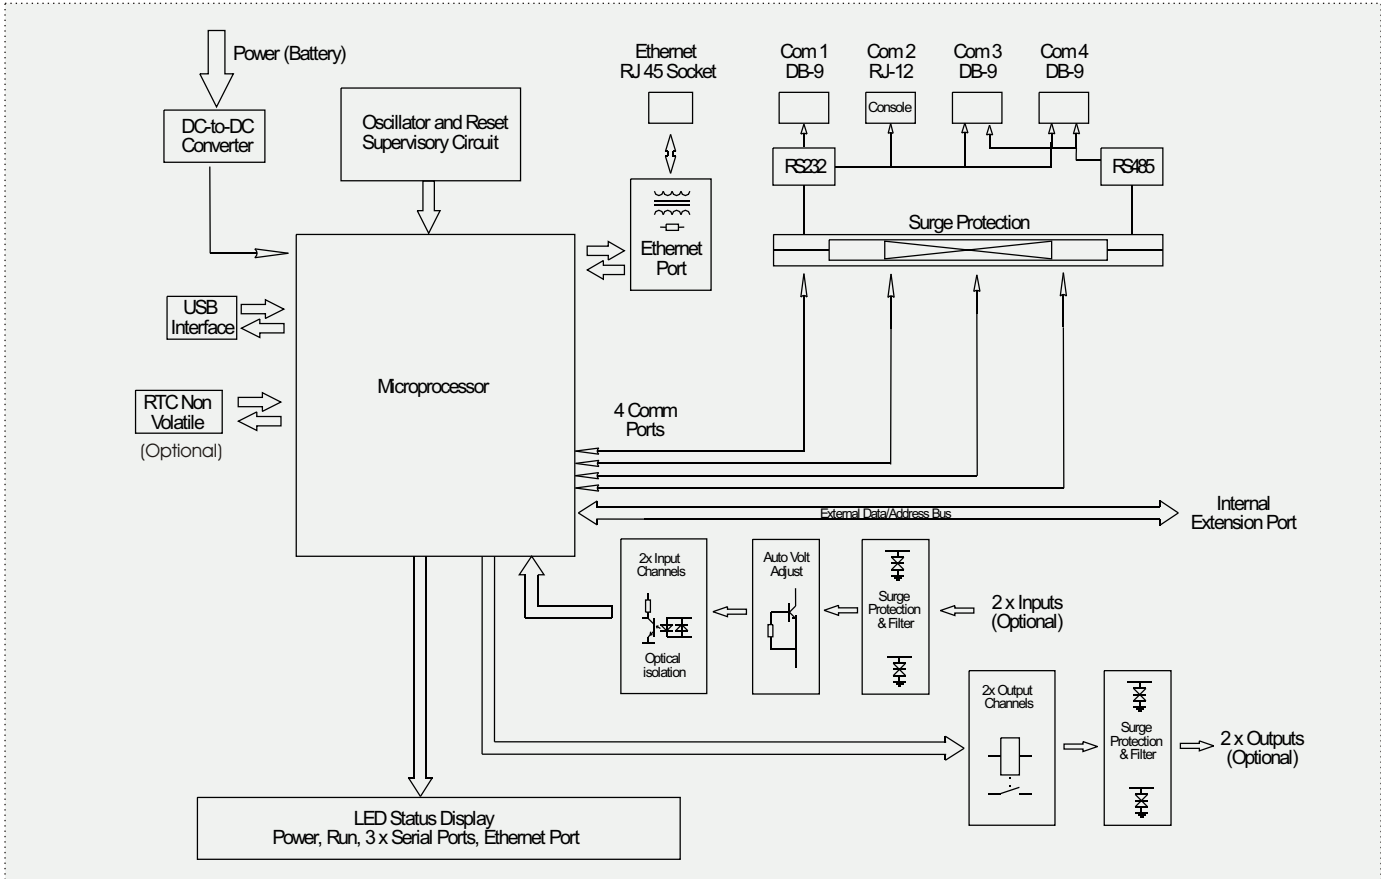 Power (Battery)
DC-to-DC
Converter
Oscillator and Reset
Supervisory Circuit
Ethernet
RJ 45 Socket
Com 1
DB-9
Com 2
RJ-12
Com 3
DB-9
Com 4
DB-9
Console
RS232
RS485
Surge Protection
Ethernet
Port
USB
Interface
Microprocessor
RTC Non
Volatile
(Optional)
4 Comm
Ports
External Data/Address Bus
Internal
Extension Port
2x Input
Channels
Optical
isolation
Auto Volt
Adjust
Surge
Protection
& Filter
2 x Inputs
(Optional)
2x Output
Channels
Surge
Protection
& Filter
2 x Outputs
(Optional)
LED Status Display
Power, Run, 3 x Serial Ports, Ethernet Port